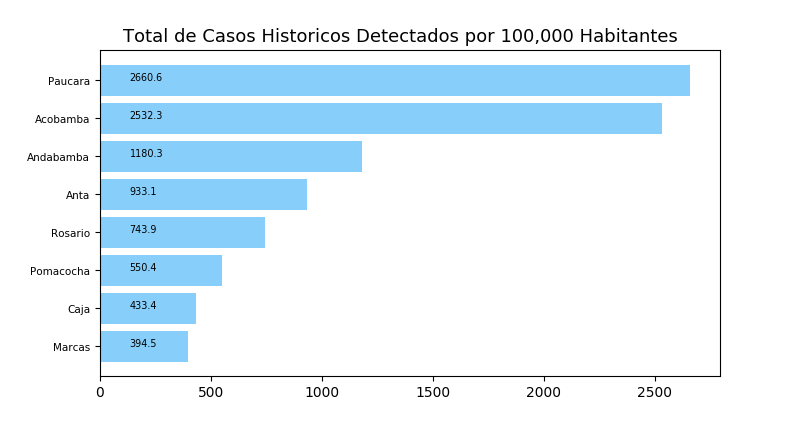 Total de Casos Historicos Detectados por 100,000 Habitantes
Paucara 2660.6
Acobamba 2532.3
Andabamba 1180.3
Anta 933.1
Rosario 743.9
Pomacocha 550.4
Caja 433.4
Marcas 394.5
0 500 1000 1500 2000 2500